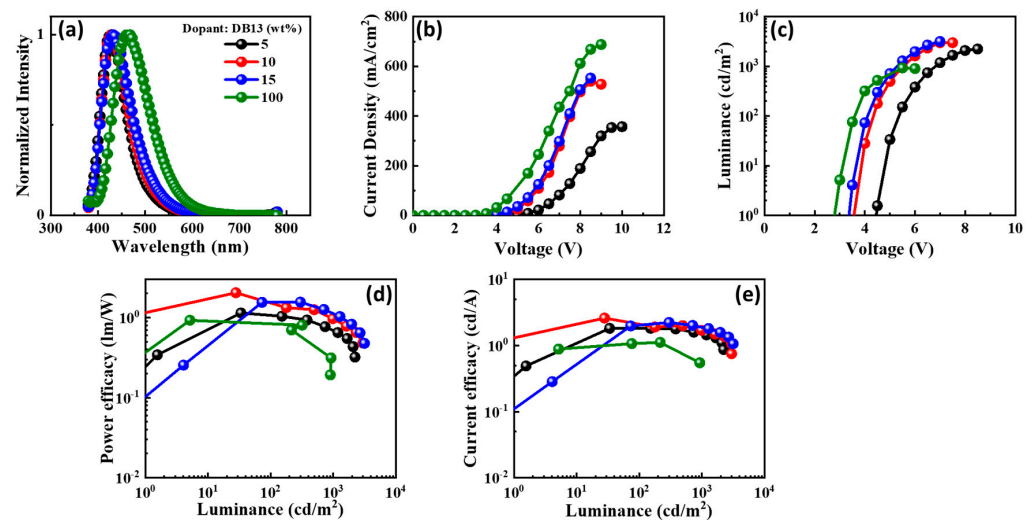 (a)
Dopant: DB13 (wt%)
5
10
15
100
Normalized Intensity
1
0
300 400 500 600 700 800
Wavelength (nm)
(b)
Current Density (mA/cm²)
800
600
400
200
0
0 2 4 6 8 10 12
Voltage (V)
(c)
Luminance (cd/m²)
10⁴
10³
10²
10¹
10⁰
0 2 4 6 8 10
Voltage (V)
(d)
Power efficacy (lm/W)
10⁰
10⁻¹
10⁻²
10⁰ 10¹ 10² 10³ 10⁴
Luminance (cd/m²)
(e)
Current efficacy (cd/A)
10²
10¹
10⁰
10⁻¹
10⁻²
10⁰ 10¹ 10² 10³ 10⁴
Luminance (cd/m²)